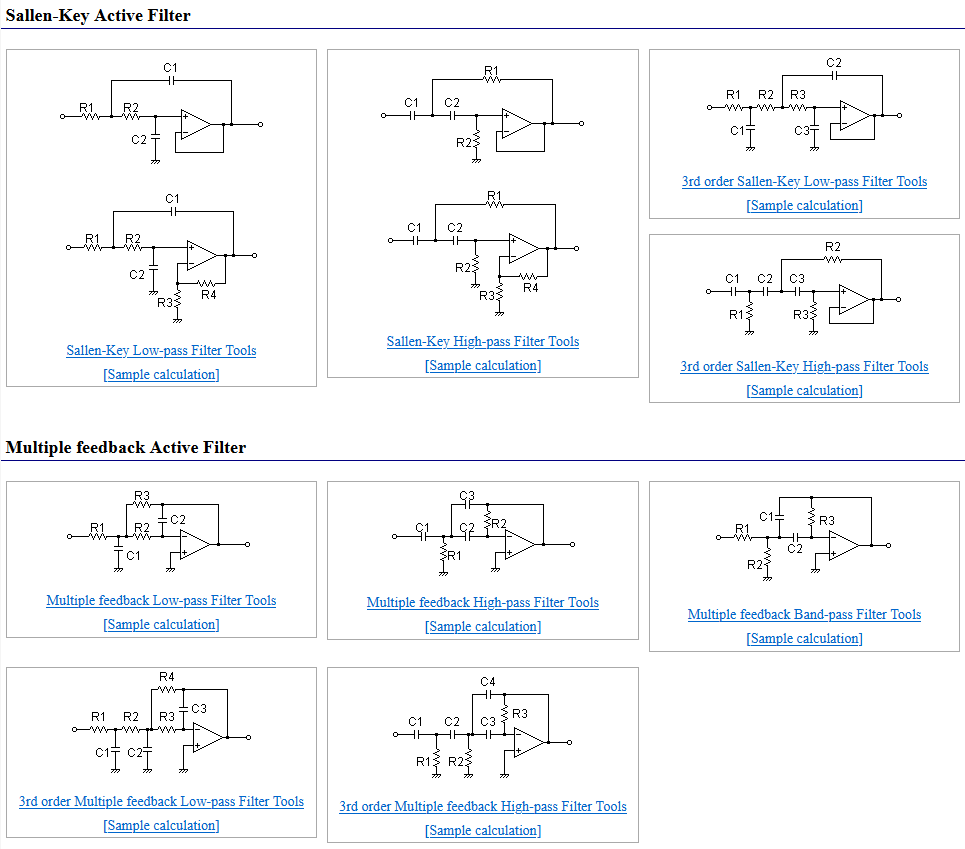 Sallen-Key Active Filter
C1
R1 R2
+
C2
-
C1
R1 R2
+
C2
-
R4
R3
Sallen-Key Low-pass Filter Tools
[Sample calculation]
R1
C1 C2
+
R2
-
R1
C1 C2
+
R2
-
R3 R4
Sallen-Key High-pass Filter Tools
[Sample calculation]
C2
R1 R2 R3
+
C1 C3
-
3rd order Sallen-Key Low-pass Filter Tools
[Sample calculation]
R2
C1 C2 C3
+
R1 R3
-
3rd order Sallen-Key High-pass Filter Tools
[Sample calculation]
Multiple feedback Active Filter
R3
R1 R2 C2
-
C1
+
Multiple feedback Low-pass Filter Tools
[Sample calculation]
C3
C1 C2 R2
-
R1
+
Multiple feedback High-pass Filter Tools
[Sample calculation]
C1 R3
R1
-
C2
+
R2
Multiple feedback Band-pass Filter Tools
[Sample calculation]
R4
C3
R1 R2 R3
-
C1 C2
+
3rd order Multiple feedback Low-pass Filter Tools
[Sample calculation]
C4
R3
C1 C2 C3
-
R1 R2
+
3rd order Multiple feedback High-pass Filter Tools
[Sample calculation]